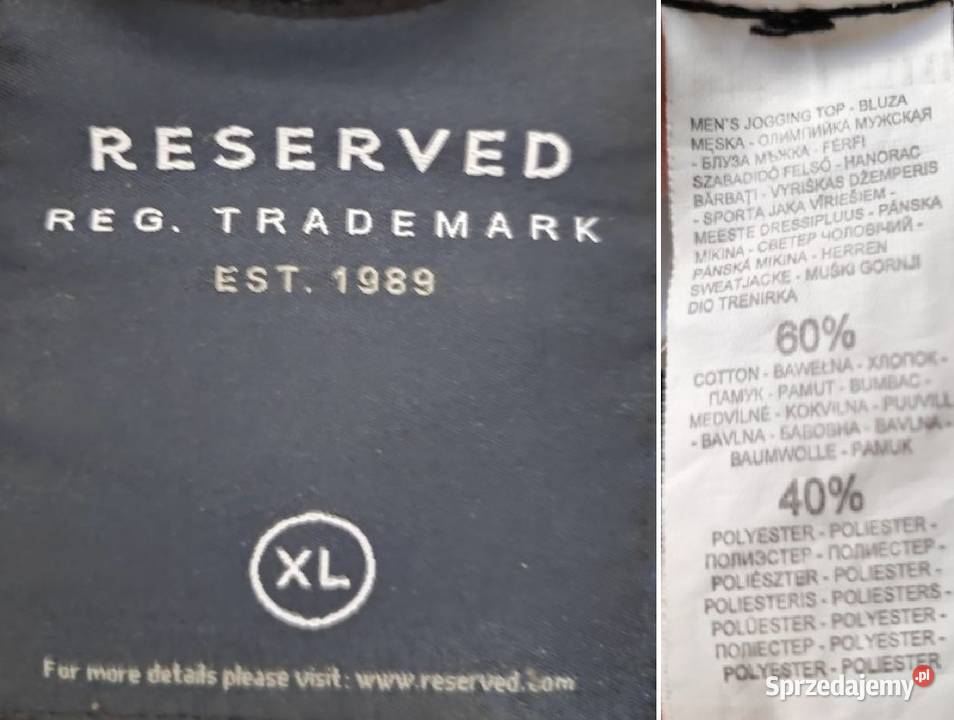 RESERVED
REG. TRADEMARK
EST. 1989
XL
For more details please visit: www.reserved.com
MEN'S JOGGING TOP - BLUZA
MĘSKA - ОЛИМПИЙКА МУЖСКАЯ
- БЛУЗА МЪЖКА - FÉRFI
SZABADIDŐ FELSŐ - HANORAC
BĂRBAȚI - VYRIŠKAS DŽEMPERIS
- SPORTA JAKA VĪRIEŠIEM -
MEESTE DRESSIPLUUS - PÁNSKA
MIKINA - СВЕТЕР ЧОЛОВІЧИЙ -
PÁNSKÁ MIKINA - HERREN
SWEATJACKE - MUŠKI GORNJI
DIO TRENIRKA
60%
COTTON - BAWEŁNA - ХЛОПОК -
ПАМУК - PAMUT - BUMBAC -
MEDVILNĖ - KOKVILNA - PUUVILL
- BAVLNA - БАВОВНА - BAVLNA -
BAUMWOLLE - PAMUK
40%
POLYESTER - POLIESTER -
ПОЛИЭСТЕР - ПОЛИЕСТЕР -
POLIÉSZTER - POLIESTER -
POLIESTERIS - POLIESTERS -
POLÜESTER - POLYESTER -
ПОЛІЕСТЕР - POLYESTER -
POLYESTER - POLIESTER
Sprzedajemy.pl